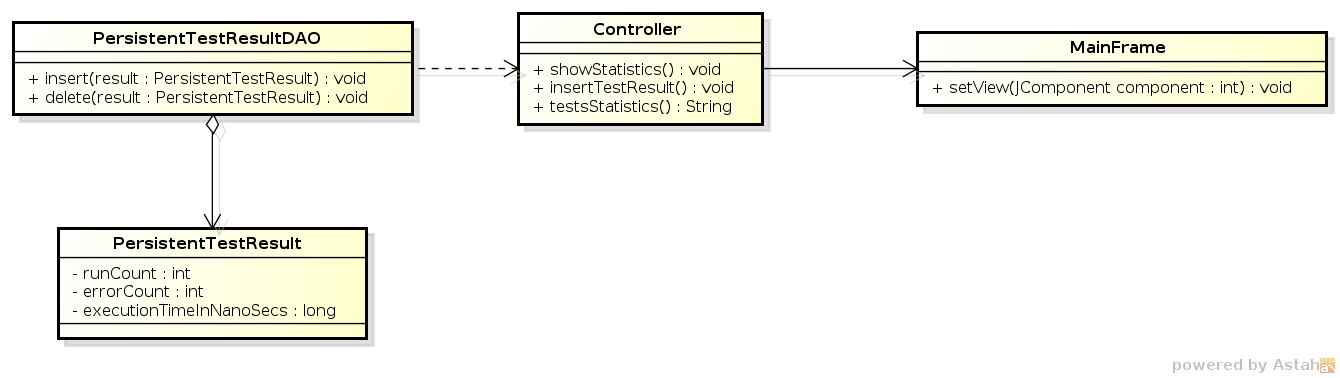 PersistentTestResultDAO
+ insert(result : PersistentTestResult) : void
+ delete(result : PersistentTestResult) : void
Controller
+ showStatistics() : void
+ insertTestResult() : void
+ testsStatistics() : String
MainFrame
+ setView(JComponent component : int) : void
PersistentTestResult
- runCount : int
- errorCount : int
- executionTimeInNanoSecs : long
powered by Astah